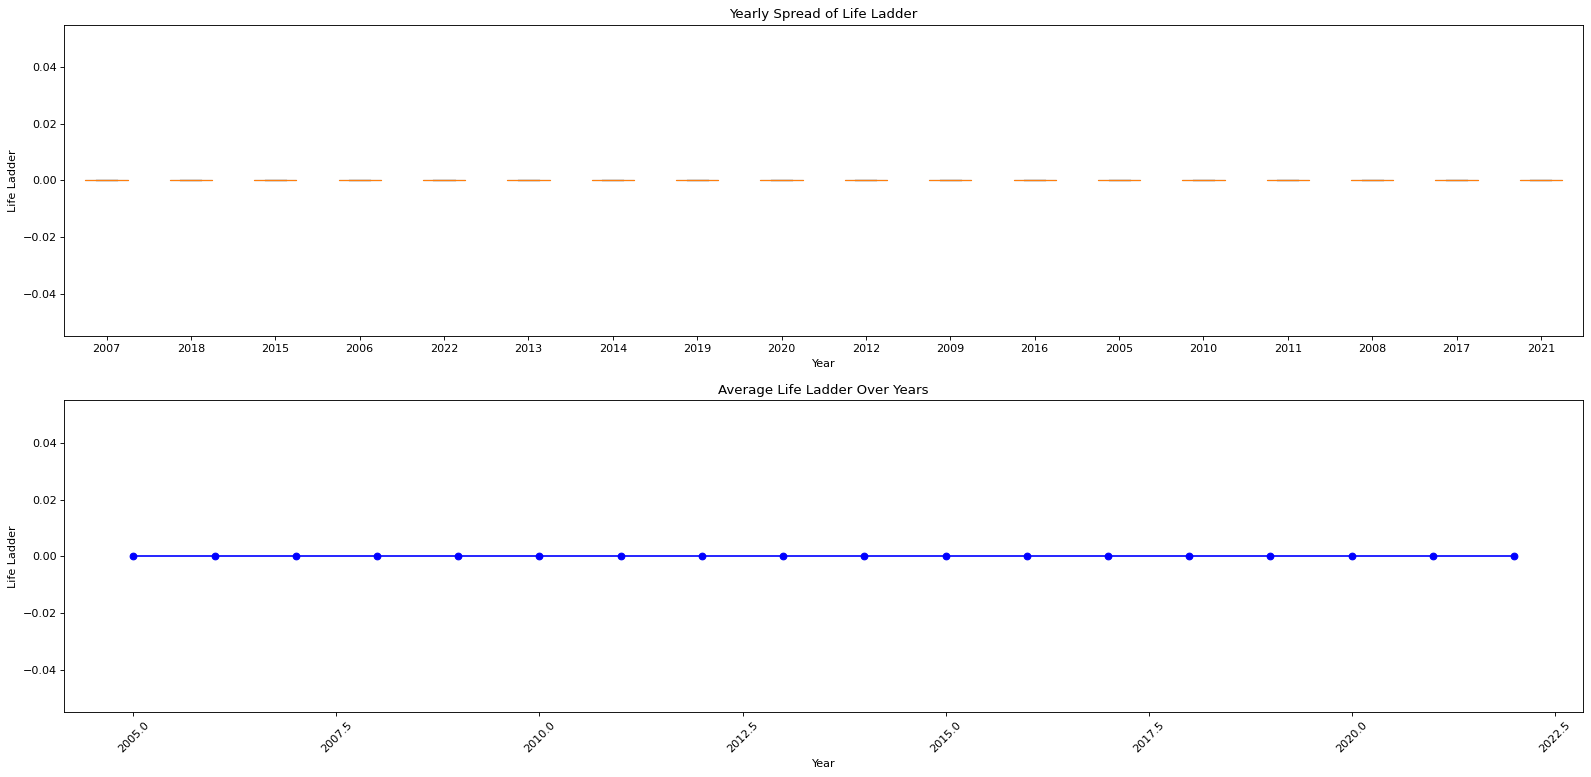 Yearly Spread of Life Ladder
Life Ladder
0.04
0.02
0.00
−0.02
−0.04
2007 2018 2015 2006 2022 2013 2014 2019 2020 2012 2009 2016 2005 2010 2011 2008 2017 2021
Year
Average Life Ladder Over Years
Life Ladder
0.04
0.02
0.00
−0.02
−0.04
2005.0 2007.5 2010.0 2012.5 2015.0 2017.5 2020.0 2022.5
Year